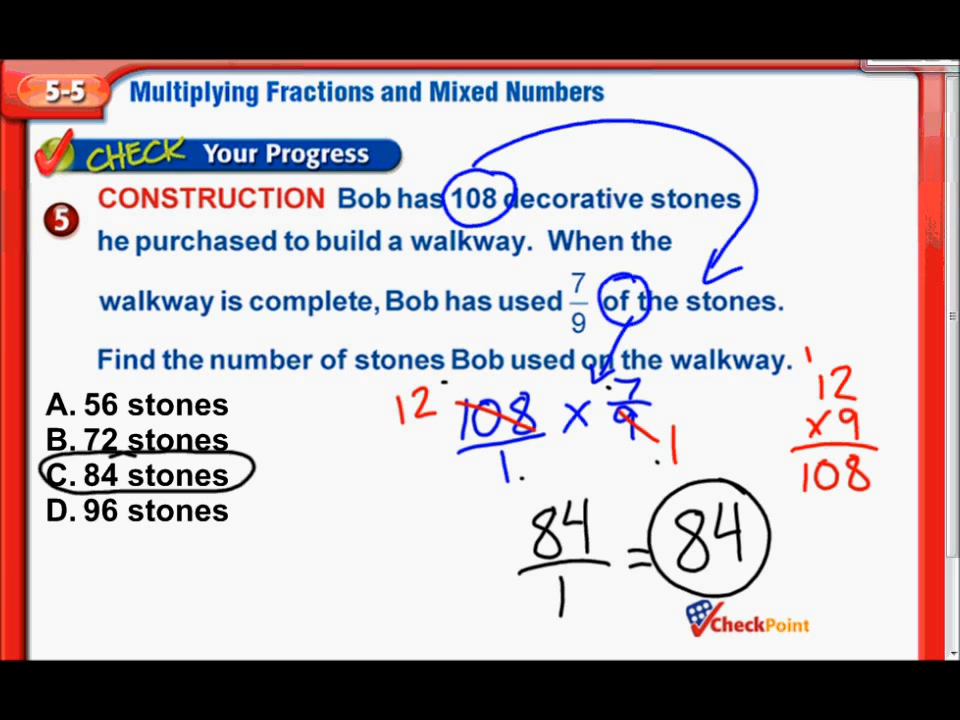 5-5 Multiplying Fractions and Mixed Numbers
CHECK Your Progress
5 CONSTRUCTION Bob has 108 decorative stones
he purchased to build a walkway. When the
walkway is complete, Bob has used 7/9 of the stones.
Find the number of stones Bob used on the walkway.
A. 56 stones
B. 72 stones
C. 84 stones
D. 96 stones
12 108/1 x 7/9 1
84/1 = 84
1
12
x 9
108
CheckPoint